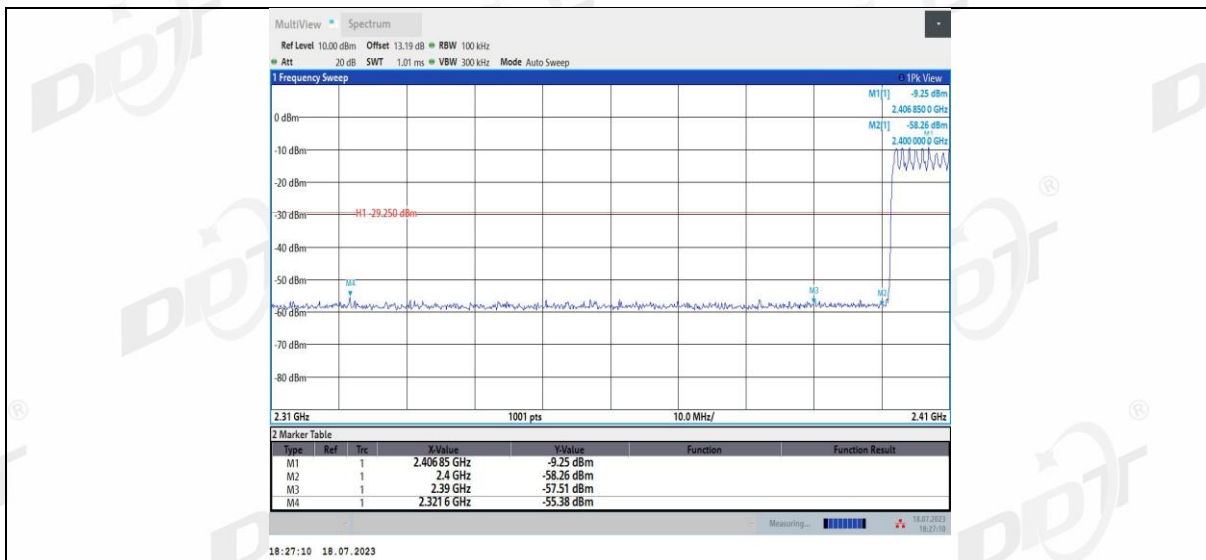 MultiView Spectrum
Ref Level 10.00 dBm Offset 13.19 dB RBW 100 kHz
Att 20 dB SWT 1.01 ms VBW 300 kHz Mode Auto Sweep
1 Frequency Sweep 1Pk View
M1[1] -9.25 dBm
2.406 850 0 GHz
0 dBm
M2[1] -58.26 dBm
M1
2.400 000 0 GHz
-10 dBm
-20 dBm
-30 dBm H1 -29.250 dBm
-40 dBm
-50 dBm
M4 M3 M2
-60 dBm
-70 dBm
-80 dBm
2.31 GHz 1001 pts 10.0 MHz/ 2.41 GHz
2 Marker Table
Type Ref Trc X-Value Y-Value Function Function Result
M1 1 2.406 85 GHz -9.25 dBm
M2 1 2.4 GHz -58.26 dBm
M3 1 2.39 GHz -57.51 dBm
M4 1 2.321 6 GHz -55.38 dBm
Measuring... 18.07.2023
18:27:10
18:27:10 18.07.2023
DDT
®